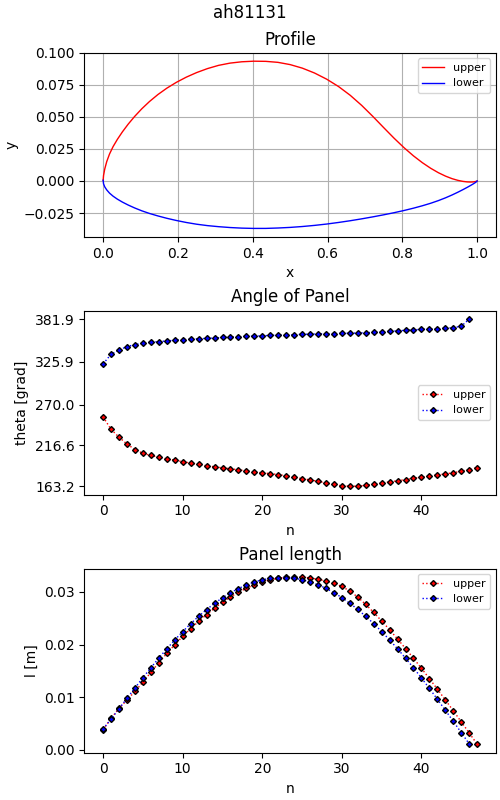 ah81131
Profile
0.100
0.075
0.050
0.025
0.000
−0.025
y
upper
lower
0.0 0.2 0.4 0.6 0.8 1.0
x
Angle of Panel
381.9
325.9
270.0
216.6
163.2
theta [grad]
upper
lower
0 10 20 30 40
n
Panel length
0.03
0.02
0.01
0.00
l [m]
upper
lower
0 10 20 30 40
n